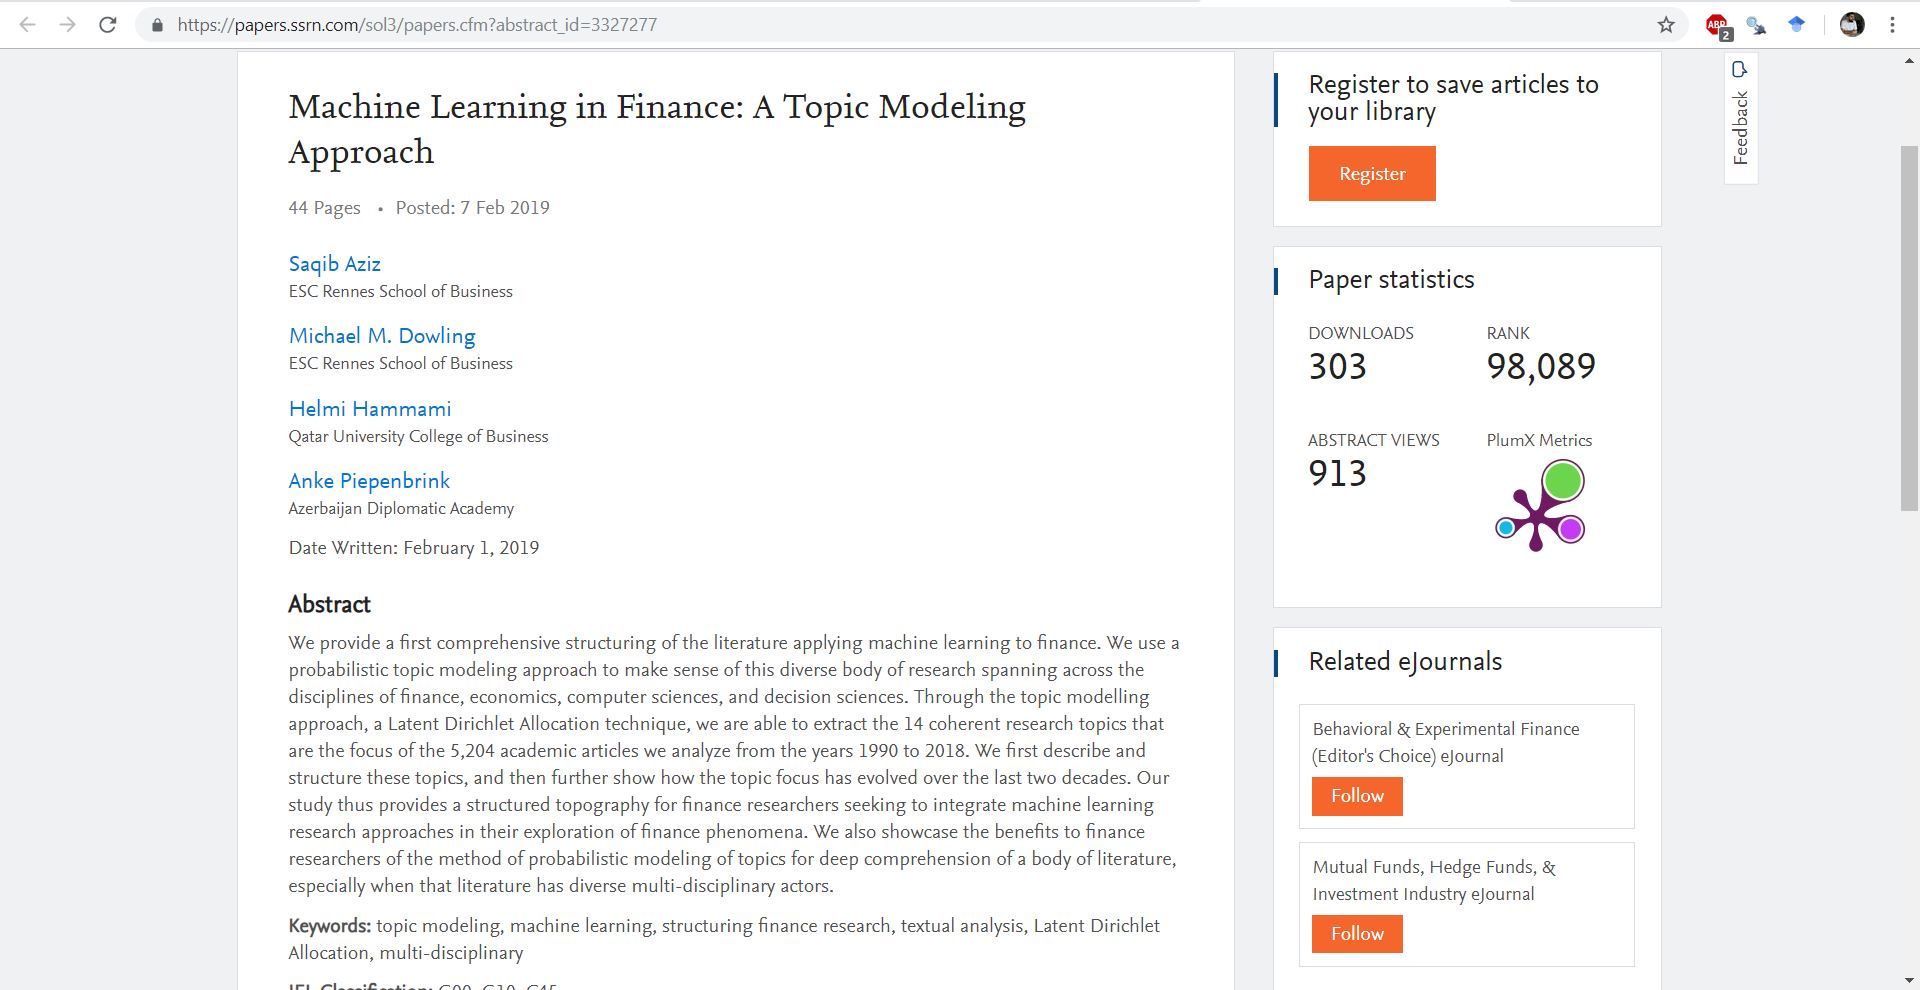 https://papers.ssrn.com/sol3/papers.cfm?abstract_id=3327277
ABP
2
Machine Learning in Finance: A Topic Modeling
Approach
44 Pages • Posted: 7 Feb 2019
Saqib Aziz
ESC Rennes School of Business
Michael M. Dowling
ESC Rennes School of Business
Helmi Hammami
Qatar University College of Business
Anke Piepenbrink
Azerbaijan Diplomatic Academy
Date Written: February 1, 2019
Abstract
We provide a first comprehensive structuring of the literature applying machine learning to finance. We use a
probabilistic topic modeling approach to make sense of this diverse body of research spanning across the
disciplines of finance, economics, computer sciences, and decision sciences. Through the topic modelling
approach, a Latent Dirichlet Allocation technique, we are able to extract the 14 coherent research topics that
are the focus of the 5,204 academic articles we analyze from the years 1990 to 2018. We first describe and
structure these topics, and then further show how the topic focus has evolved over the last two decades. Our
study thus provides a structured topography for finance researchers seeking to integrate machine learning
research approaches in their exploration of finance phenomena. We also showcase the benefits to finance
researchers of the method of probabilistic modeling of topics for deep comprehension of a body of literature,
especially when that literature has diverse multi-disciplinary actors.
Keywords: topic modeling, machine learning, structuring finance research, textual analysis, Latent Dirichlet
Allocation, multi-disciplinary
JEL Classification: G00, G10, C45
Register to save articles to
your library
Register
Paper statistics
DOWNLOADS
303
RANK
98,089
ABSTRACT VIEWS
913
PlumX Metrics
Related eJournals
Behavioral & Experimental Finance
(Editor's Choice) eJournal
Follow
Mutual Funds, Hedge Funds, &
Investment Industry eJournal
Follow
Feedback